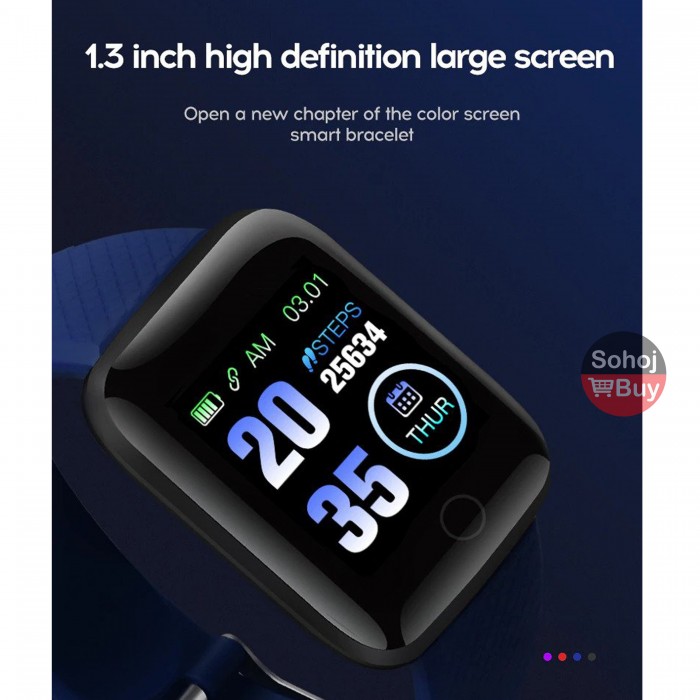 1.3 inch high definition large screen
Open a new chapter of the color screen
smart bracelet
AM 03.01
STEPS
25634
20
35
THUR
Sohoj
Buy